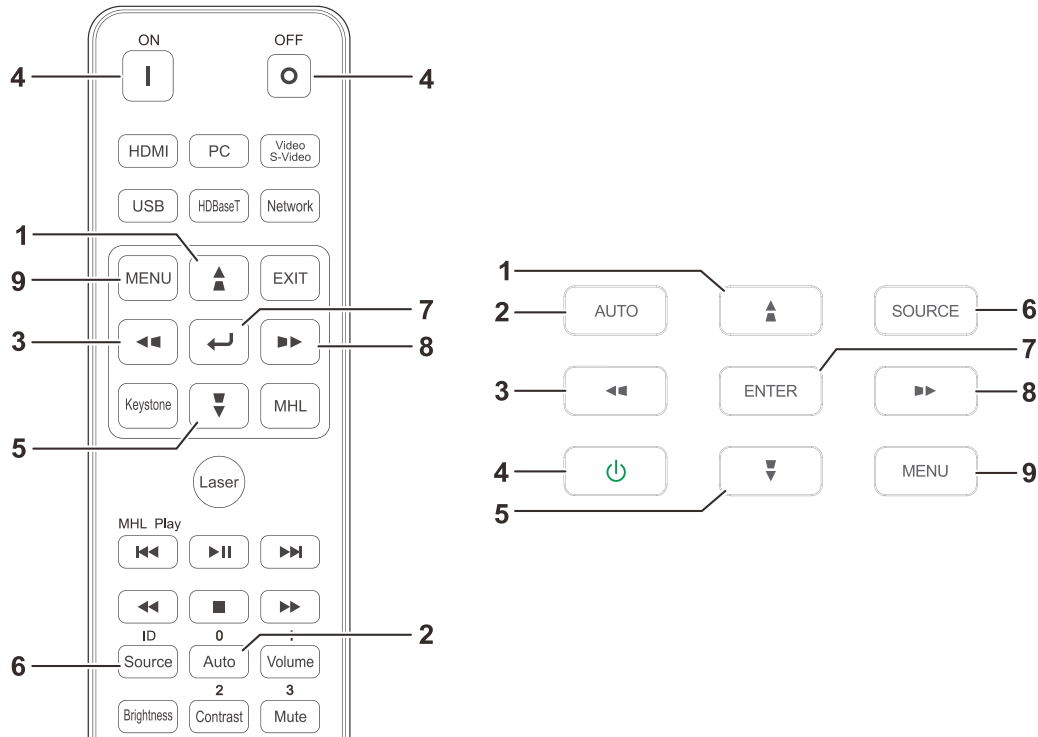 ON OFF
4 4
HDMI PC Video
S-Video
USB HDBaseT Network
1
9 MENU EXIT
7
3 8
Keystone MHL
5
Laser
MHL Play
ID 0
2
6 Source Auto Volume
2 3
Brightness Contrast Mute
1
2 AUTO SOURCE 6
7
3 ENTER 8
4 MENU 9
5